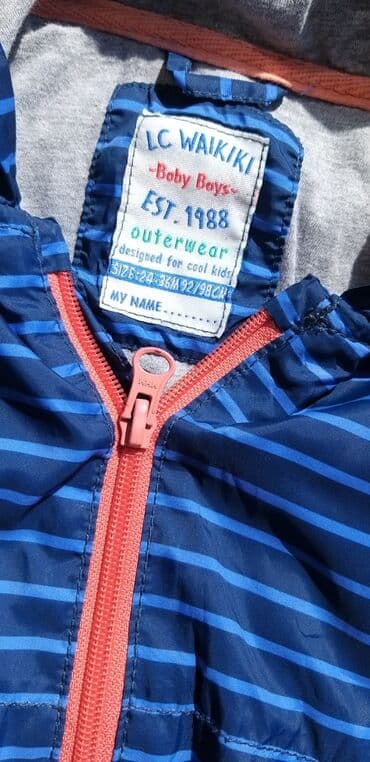 LC WAIKIKI
-Baby Boys-
EST. 1988
outerwear
designed for cool kids
SIZE:24-36M 92/98CM
MY NAME.........